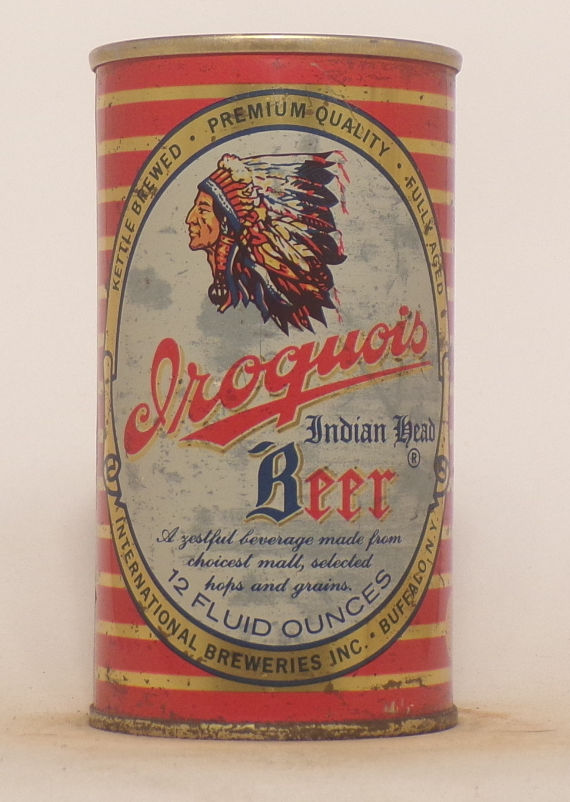 KETTLE BREWED • PREMIUM QUALITY • FULLY AGED
Iroquois
Indian Head
®
Beer
A zestful beverage made from
choicest malt, selected
hops and grains.
12 FLUID OUNCES
INTERNATIONAL BREWERIES INC. • BUFFALO, N.Y.